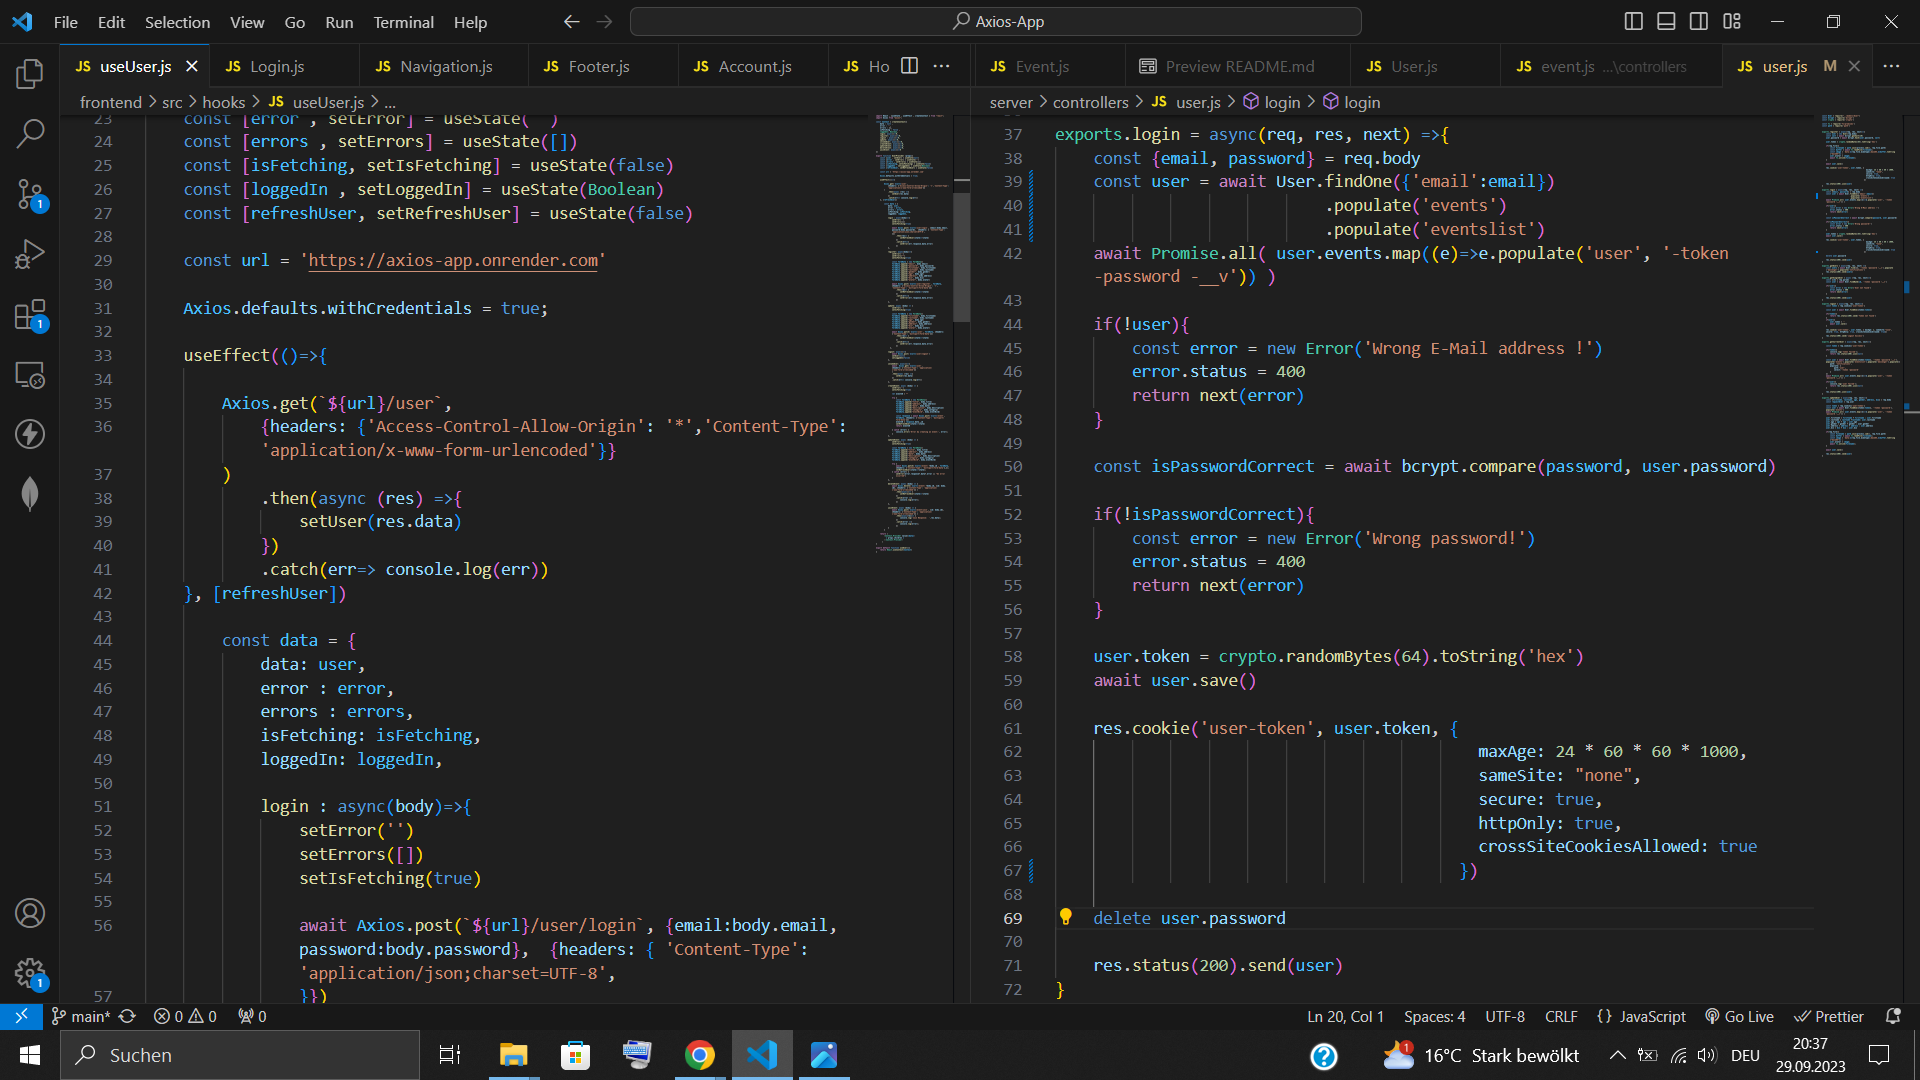 File Edit Selection View Go Run Terminal Help
Axios-App
JS useUser.js
JS Login.js
JS Navigation.js
JS Footer.js
JS Account.js
JS Ho
JS Event.js
Preview README.md
JS User.js
JS event.js ...\controllers
JS user.js M
frontend > src > hooks > JS useUser.js > ...
23 const [error , setError] = useState( )
24 const [errors , setErrors] = useState([])
25 const [isFetching, setIsFetching] = useState(false)
26 const [loggedIn , setLoggedIn] = useState(Boolean)
27 const [refreshUser, setRefreshUser] = useState(false)
28
29 const url = 'https://axios-app.onrender.com'
30
31 Axios.defaults.withCredentials = true;
32
33 useEffect(()=>{
34
35 Axios.get(`${url}/user`,
36 {headers: {'Access-Control-Allow-Origin': '*','Content-Type':
'application/x-www-form-urlencoded'}}
37 )
38 .then(async (res) =>{
39 setUser(res.data)
40 })
41 .catch(err=> console.log(err))
42 }, [refreshUser])
43
44 const data = {
45 data: user,
46 error : error,
47 errors : errors,
48 isFetching: isFetching,
49 loggedIn: loggedIn,
50
51 login : async(body)=>{
52 setError('')
53 setErrors([])
54 setIsFetching(true)
55
56 await Axios.post(`${url}/user/login`, {email:body.email,
password:body.password}, {headers: { 'Content-Type':
'application/json;charset=UTF-8',
57 }})
server > controllers > JS user.js > login > login
37 exports.login = async(req, res, next) =>{
38 const {email, password} = req.body
39 const user = await User.findOne({'email':email})
40 .populate('events')
41 .populate('eventslist')
42 await Promise.all( user.events.map((e)=>e.populate('user', '-token
-password -__v')) )
43
44 if(!user){
45 const error = new Error('Wrong E-Mail address !')
46 error.status = 400
47 return next(error)
48 }
49
50 const isPasswordCorrect = await bcrypt.compare(password, user.password)
51
52 if(!isPasswordCorrect){
53 const error = new Error('Wrong password!')
54 error.status = 400
55 return next(error)
56 }
57
58 user.token = crypto.randomBytes(64).toString('hex')
59 await user.save()
60
61 res.cookie('user-token', user.token, {
62 maxAge: 24 * 60 * 60 * 1000,
63 sameSite: "none",
64 secure: true,
65 httpOnly: true,
66 crossSiteCookiesAllowed: true
67 })
68
69 delete user.password
70
71 res.status(200).send(user)
72 }
1
1
1
main* 0 0 0
Ln 20, Col 1 Spaces: 4 UTF-8 CRLF {} JavaScript Go Live Prettier
Suchen
1
16°C Stark bewölkt
DEU
20:37
29.09.2023